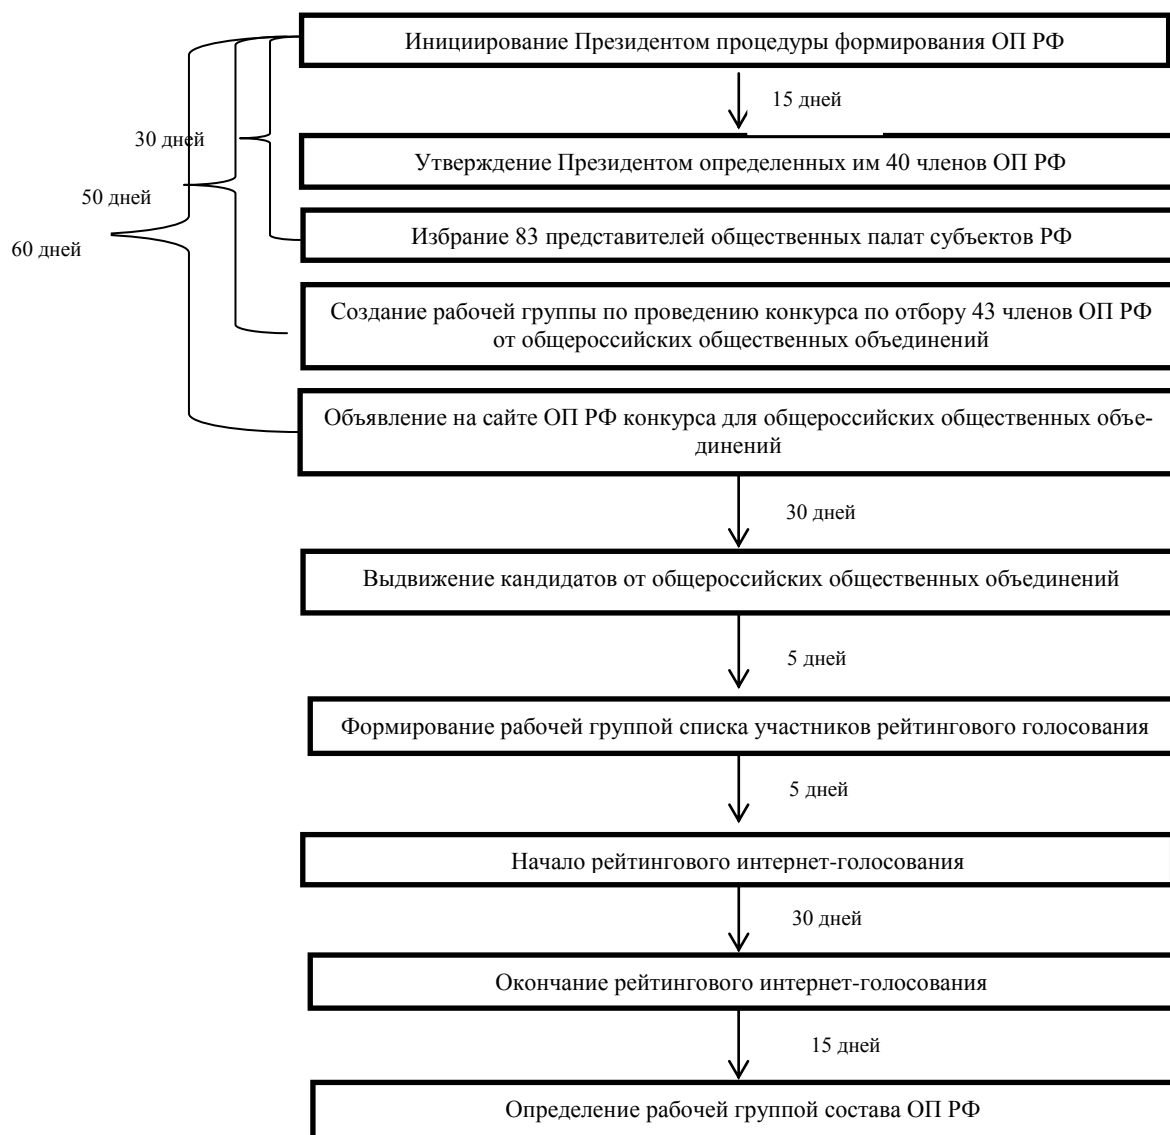 Инициирование Президентом процедуры формирования ОП РФ
15 дней
30 дней
Утверждение Президентом определенных им 40 членов ОП РФ
50 дней
Избрание 83 представителей общественных палат субъектов РФ
60 дней
Создание рабочей группы по проведению конкурса по отбору 43 членов ОП РФ
от общероссийских общественных объединений
Объявление на сайте ОП РФ конкурса для общероссийских общественных объе-
динений
30 дней
Выдвижение кандидатов от общероссийских общественных объединений
5 дней
Формирование рабочей группой списка участников рейтингового голосования
5 дней
Начало рейтингового интернет-голосования
30 дней
Окончание рейтингового интернет-голосования
15 дней
Определение рабочей группой состава ОП РФ